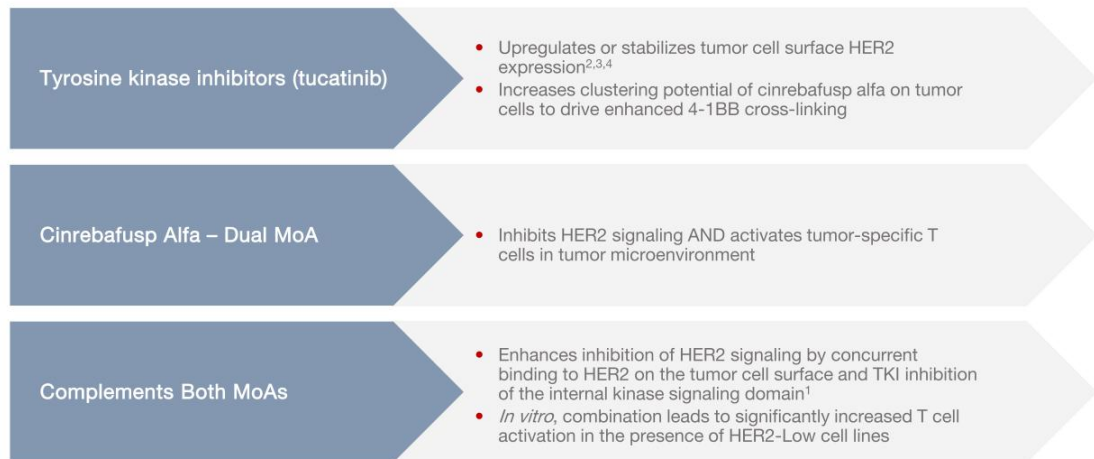 Tyrosine kinase inhibitors (tucatinib)
• Upregulates or stabilizes tumor cell surface HER2
expression2,3,4
• Increases clustering potential of cinrebafusp alfa on tumor
cells to drive enhanced 4-1BB cross-linking
Cinrebafusp Alfa – Dual MoA
• Inhibits HER2 signaling AND activates tumor-specific T
cells in tumor microenvironment
Complements Both MoAs
• Enhances inhibition of HER2 signaling by concurrent
binding to HER2 on the tumor cell surface and TKI inhibition
of the internal kinase signaling domain1
• In vitro, combination leads to significantly increased T cell
activation in the presence of HER2-Low cell lines